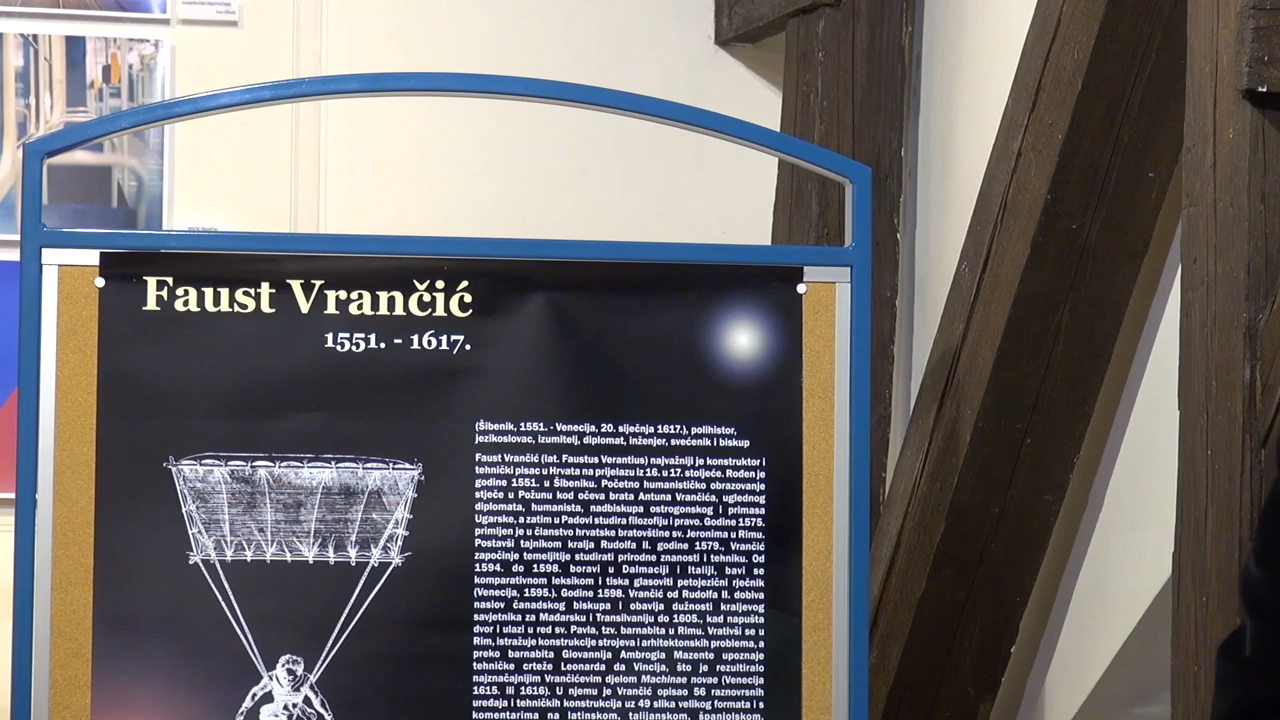 Faust Vrančić
1551. - 1617.
(Šibenik, 1551. - Venecija, 20. siječnja 1617.), polihistor,
jezikoslovac, izumitelj, diplomat, inženjer, svećenik i biskup
Faust Vrančić (lat. Faustus Verantius) najvažniji je konstruktor i
tehnički pisac u Hrvata na prijelazu iz 16. u 17. stoljeće. Rođen je
godine 1551. u Šibeniku. Početno humanističko obrazovanje
stječe u Požunu kod očeva brata Antuna Vrančića, uglednog
diplomata, humanista, nadbiskupa ostrogonskog i primasa
Ugarske, a zatim u Padovi studira filozofiju i pravo. Godine 1575.
primljen je u članstvo hrvatske bratovštine sv. Jeronima u Rimu.
Postavši tajnikom kralja Rudolfa II. godine 1579., Vrančić
započinje temeljitije studirati prirodne znanosti i tehniku. Od
1594. do 1598. boravi u Dalmaciji i Italiji, bavi se
komparativnom leksikom i tiska glasoviti petojezični rječnik
(Venecija, 1595.). Godine 1598. Vrančić od Rudolfa II. dobiva
naslov čanadskog biskupa i obavlja dužnosti kraljevog
savjetnika za Mađarsku i Transilvaniju do 1605., kad napušta
dvor i ulazi u red sv. Pavla, tzv. barnabita u Rimu. Vrativši se u
Rim, istražuje konstrukcije strojeva i arhitektonskih problema, a
preko barnabita Giovannija Ambrogia Mazente upoznaje
tehničke crteže Leonarda da Vincija, što je rezultiralo
najznačajnijim Vrančićevim djelom Machinae novae (Venecija
1615. ili 1616). U njemu je Vrančić opisao 56 raznovrsnih
uređaja i tehničkih konstrukcija uz 49 slika velikog formata i s
komentarima na latinskom, talijanskom, španjolskom,